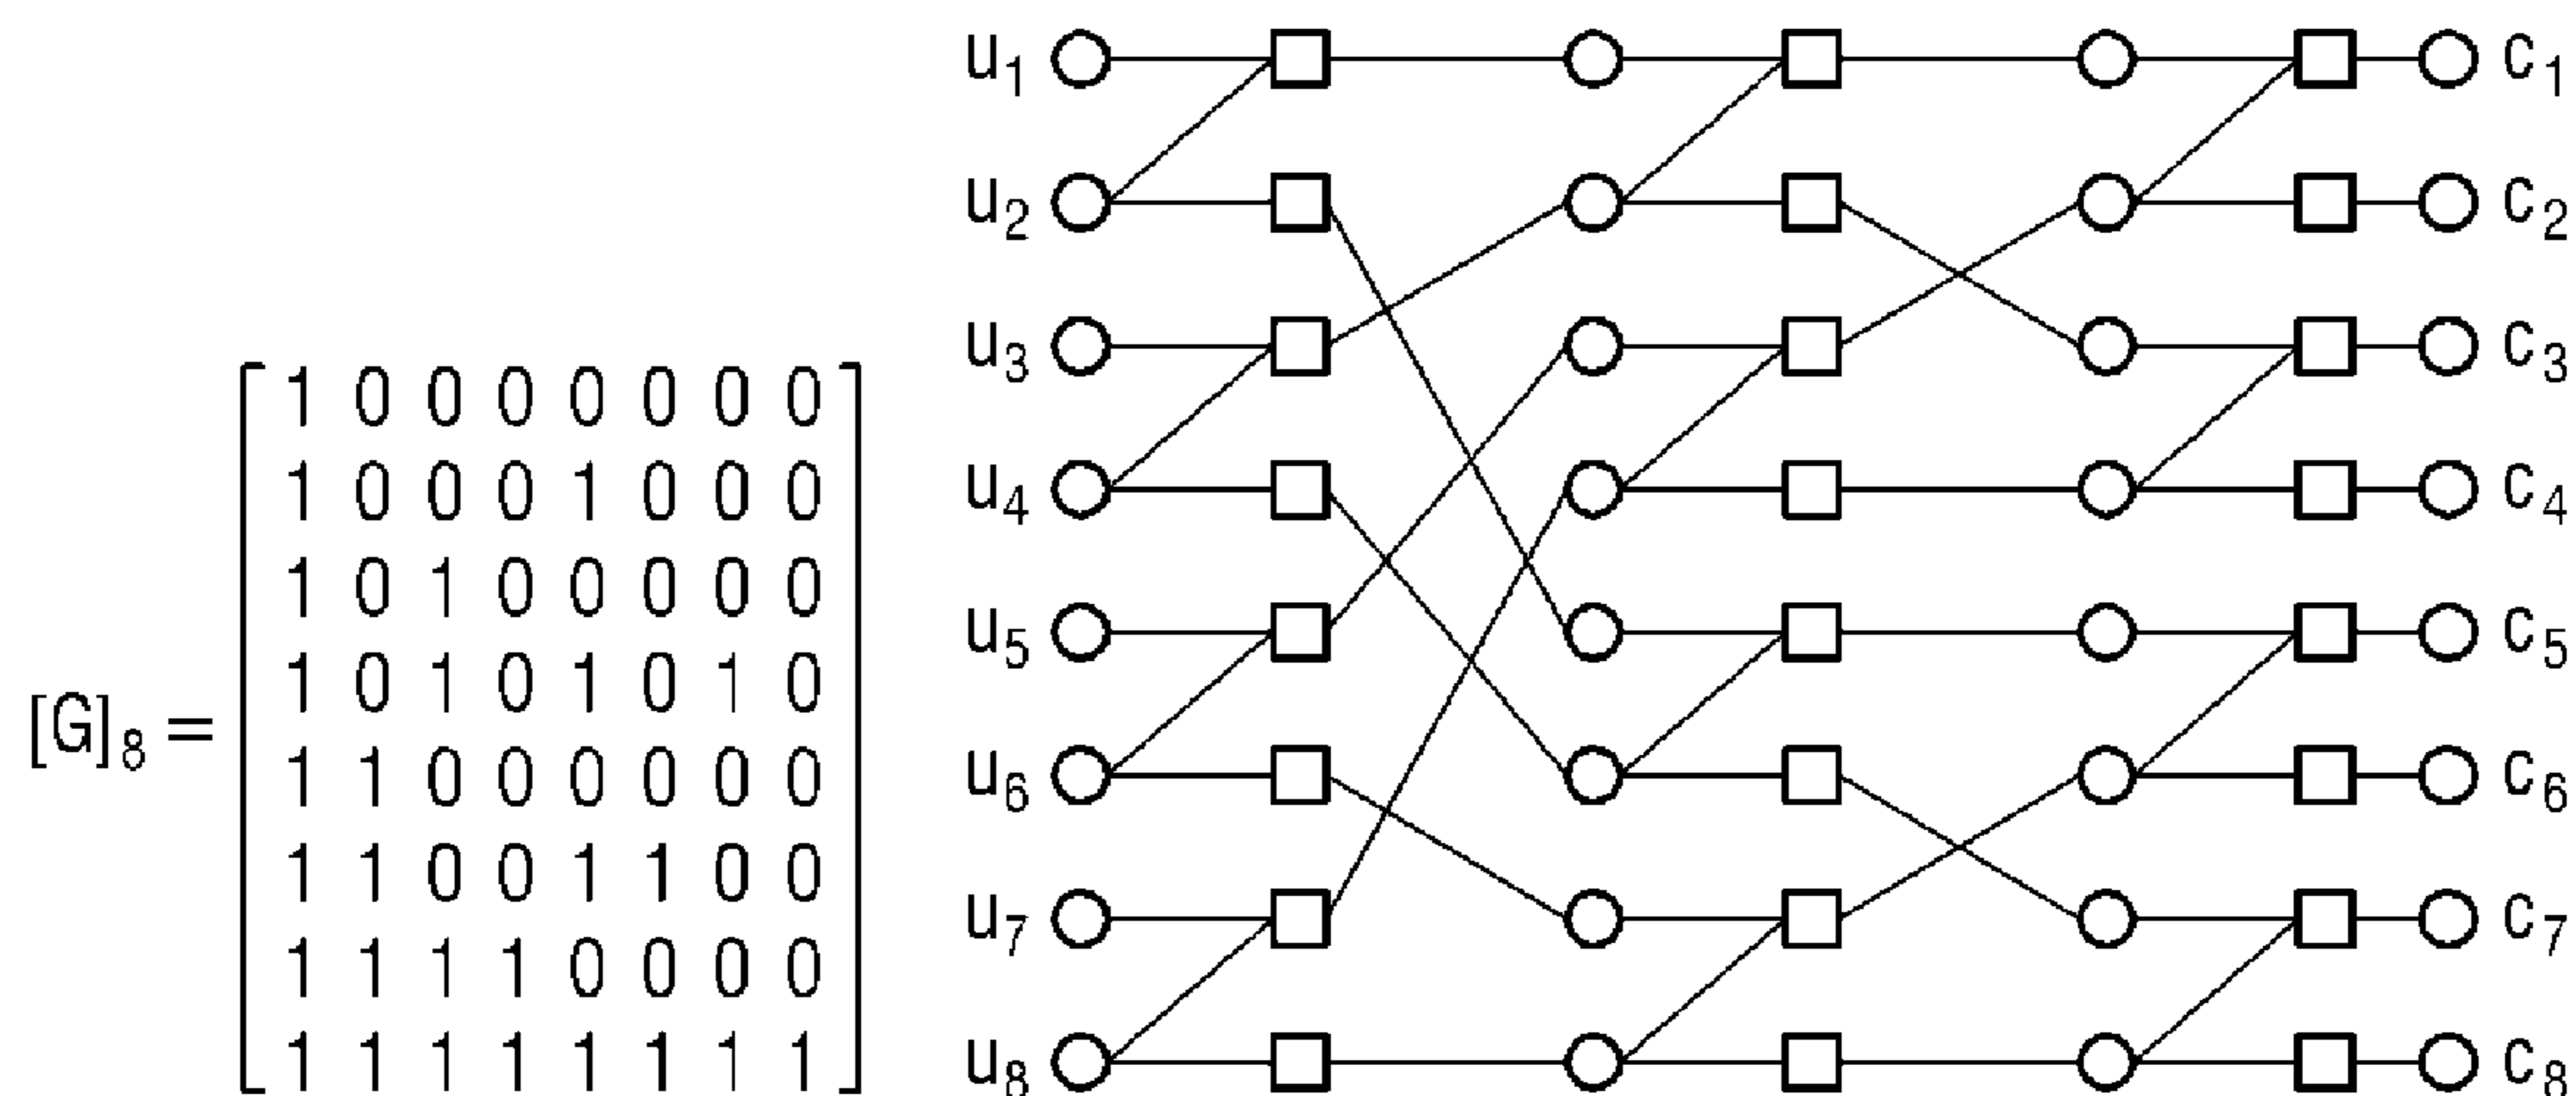 [G]8 =
1 0 0 0 0 0 0 0
1 0 0 0 1 0 0 0
1 0 1 0 0 0 0 0
1 0 1 0 1 0 1 0
1 1 0 0 0 0 0 0
1 1 0 0 1 1 0 0
1 1 1 1 0 0 0 0
1 1 1 1 1 1 1 1
u1 c1
u2 c2
u3 c3
u4 c4
u5 c5
u6 c6
u7 c7
u8 c8